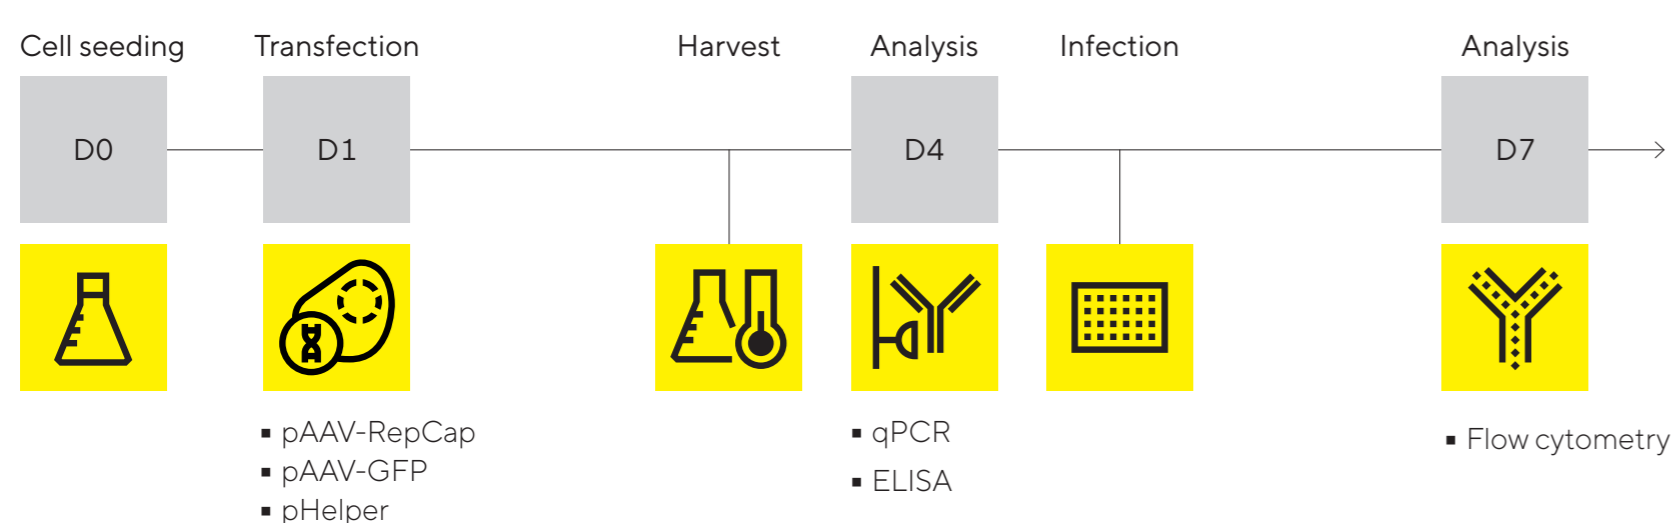 Cell seeding
Transfection
Harvest
Analysis
Infection
Analysis
D0
D1
D4
D7
▪ pAAV-RepCap
▪ pAAV-GFP
▪ pHelper
▪ qPCR
▪ ELISA
▪ Flow cytometry